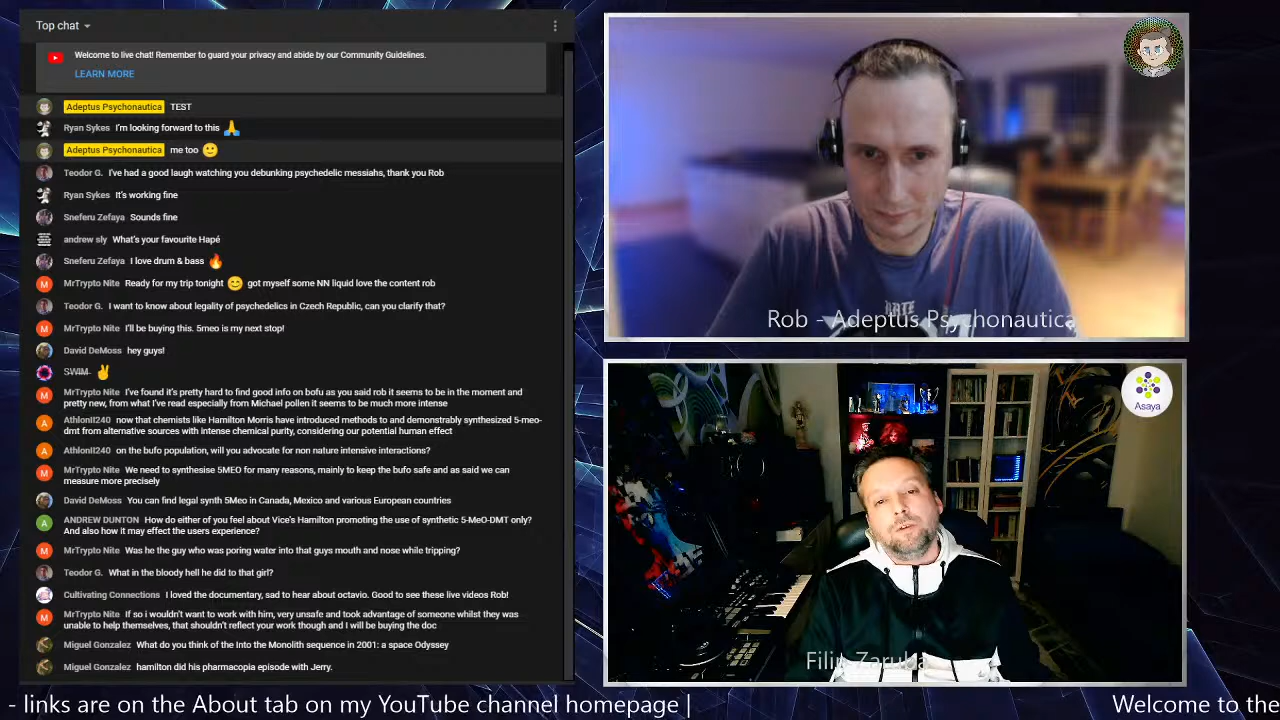 Top chat
Welcome to live chat! Remember to guard your privacy and abide by our Community Guidelines.
LEARN MORE
Adeptus Psychonautica TEST
Ryan Sykes I'm looking forward to this 🙏
Adeptus Psychonautica me too 🙂
Teodor G. I've had a good laugh watching you debunking psychedelic messiahs, thank you Rob
Ryan Sykes It's working fine
Sneferu Zefaya Sounds fine
andrew sly What's your favourite Hapé
Sneferu Zefaya I love drum & bass 🔥
MrTrypto Nite Ready for my trip tonight 😊 got myself some NN liquid love the content rob
Teodor G. I want to know about legality of psychedelics in Czech Republic, can you clarify that?
MrTrypto Nite I'll be buying this. 5meo is my next stop!
David DeMoss hey guys!
SWIM ✌
MrTrypto Nite I've found it's pretty hard to find good info on bofu as you said rob it seems to be in the moment and
pretty new, from what I've read especially from Michael pollen it seems to be much more intense
AthlonII240 now that chemists like Hamilton Morris have introduced methods to and demonstrably synthesized 5-meo-
dmt from alternative sources with intense chemical purity, considering our potential human effect
AthlonII240 on the bufo population, will you advocate for non nature intensive interactions?
MrTrypto Nite We need to synthesise 5MEO for many reasons, mainly to keep the bufo safe and as said we can
measure more precisely
David DeMoss You can find legal synth 5Meo in Canada, Mexico and various European countries
ANDREW DUNTON How do either of you feel about Vice's Hamilton promoting the use of synthetic 5-MeO-DMT only?
And also how it may effect the users experience?
MrTrypto Nite Was he the guy who was poring water into that guys mouth and nose while tripping?
Teodor G. What in the bloody hell he did to that girl?
Cultivating Connections I loved the documentary, sad to hear about octavio. Good to see these live videos Rob!
MrTrypto Nite If so i wouldn't want to work with him, very unsafe and took advantage of someone whilst they was
unable to help themselves, that shouldn't reflect your work though and I will be buying the doc
Miguel Gonzalez What do you think of the Into the Monolith sequence in 2001: a space Odyssey
Miguel Gonzalez hamilton did his pharmacopia episode with Jerry.
Rob - Adeptus Psychonautica
Asaya
Filip Zaruba
- links are on the About tab on my YouTube channel homepage |
Welcome to the